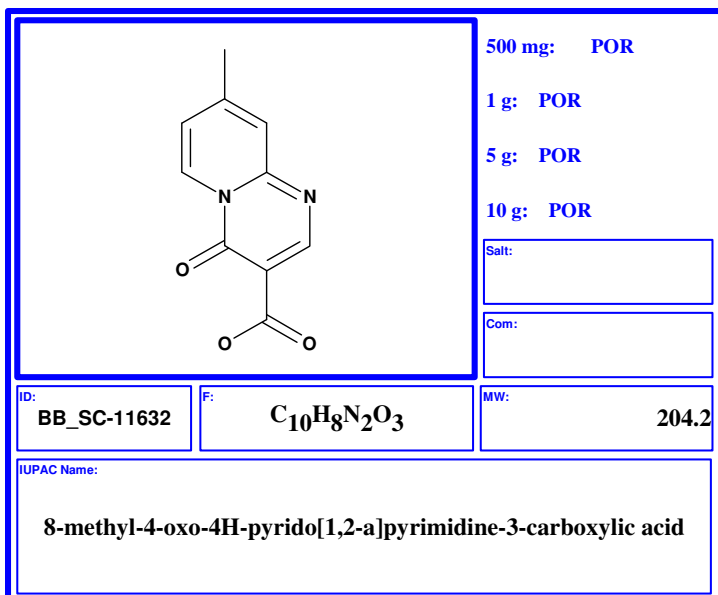 500 mg: POR
1 g: POR
5 g: POR
10 g: POR
N
N
O
O
O
Salt:
Com:
ID:
BB_SC-11632
F:
C10H8N2O3
MW:
204.2
IUPAC Name:
8-methyl-4-oxo-4H-pyrido[1,2-a]pyrimidine-3-carboxylic acid